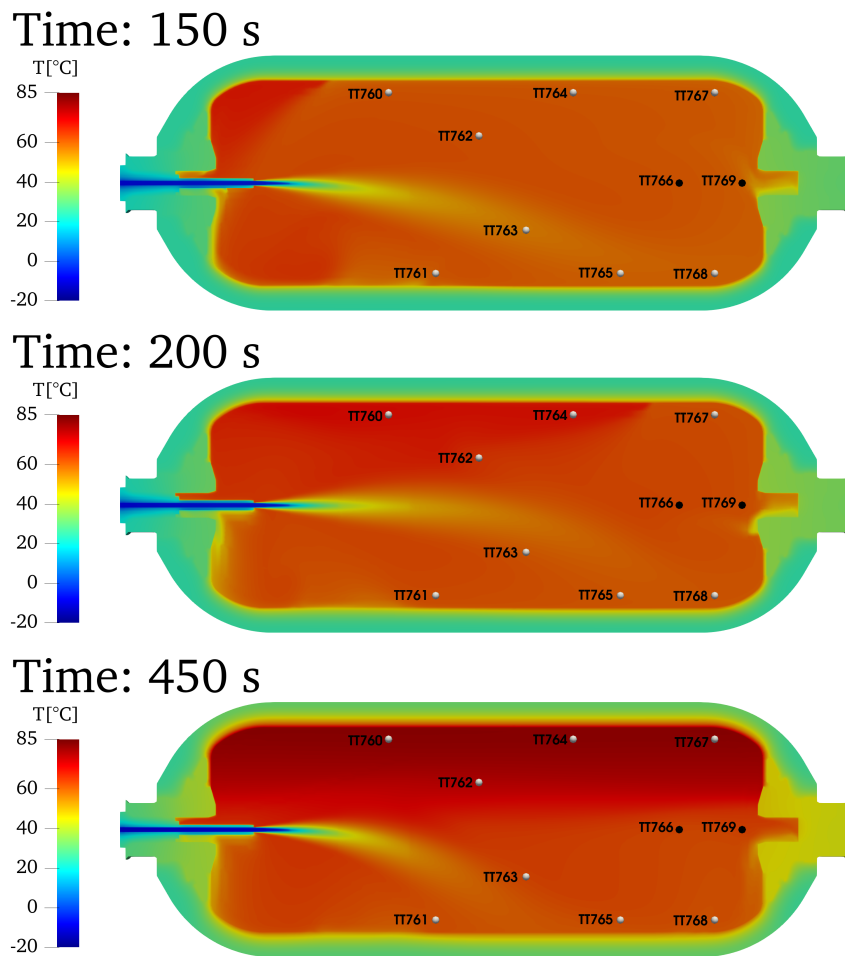 Time: 150 s
T[°C]
85
60
40
20
0
-20
TT760
TT764
TT767
TT762
TT766
TT769
TT763
TT761
TT765
TT768
Time: 200 s
T[°C]
85
60
40
20
0
-20
TT760
TT764
TT767
TT762
TT766
TT769
TT763
TT761
TT765
TT768
Time: 450 s
T[°C]
85
60
40
20
0
-20
TT760
TT764
TT767
TT762
TT766
TT769
TT763
TT761
TT765
TT768